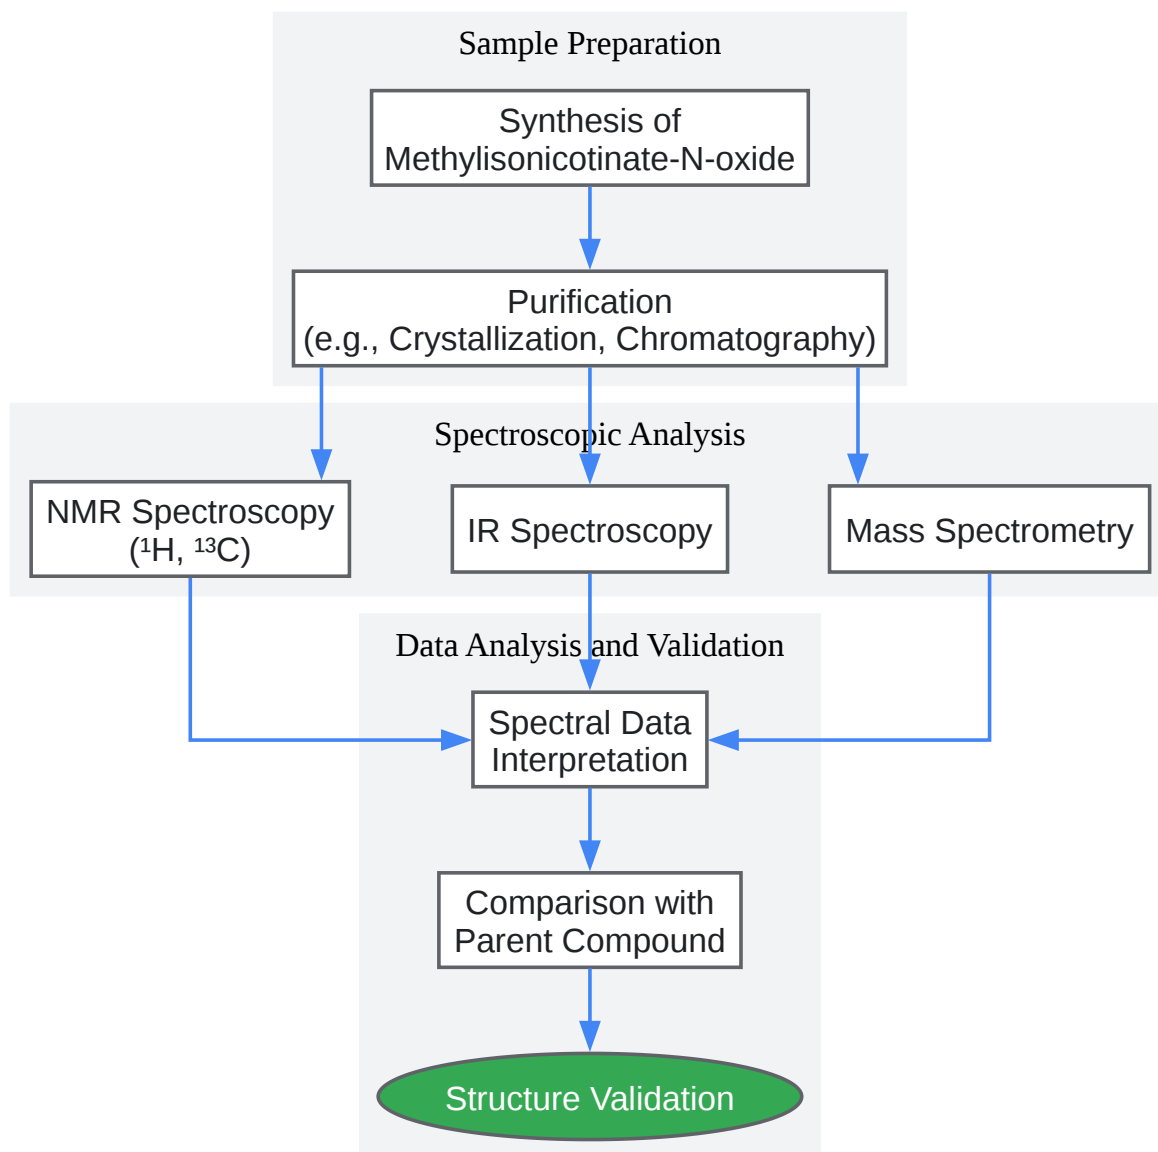 Sample Preparation
Synthesis of
Methylisonicotinate-N-oxide
Purification
(e.g., Crystallization, Chromatography)
Spectroscopic Analysis
NMR Spectroscopy
(¹H, ¹³C)
IR Spectroscopy
Mass Spectrometry
Data Analysis and Validation
Spectral Data
Interpretation
Comparison with
Parent Compound
Structure Validation